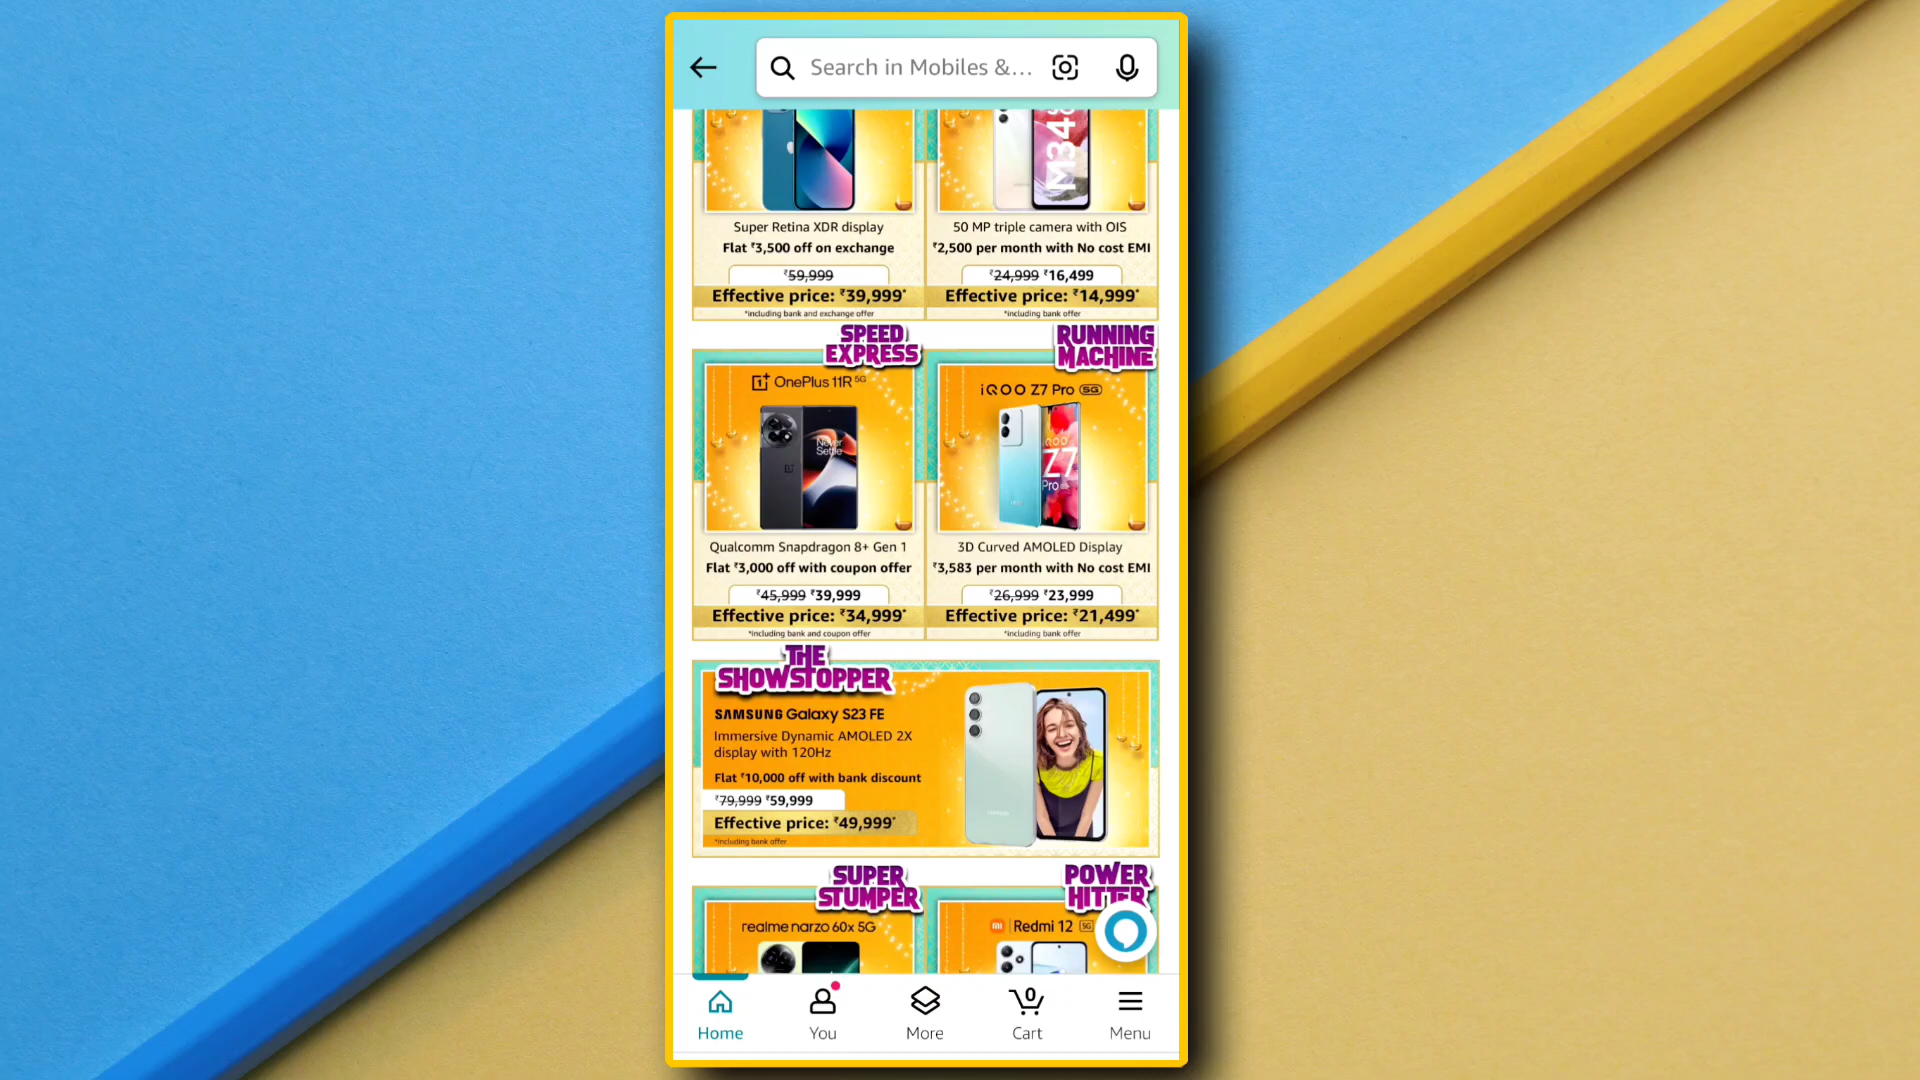 Search in Mobiles &...
M34
Super Retina XDR display
Flat ₹3,500 off on exchange
₹59,999
Effective price: ₹39,999*
*including bank and exchange offer
50 MP triple camera with OIS
₹2,500 per month with No cost EMI
₹24,999 ₹16,499
Effective price: ₹14,999*
*including bank offer
SPEED
EXPRESS
OnePlus 11R 5G
Never
Settle
Qualcomm Snapdragon 8+ Gen 1
Flat ₹3,000 off with coupon offer
₹45,999 ₹39,999
Effective price: ₹34,999*
*including bank and coupon offer
RUNNING
MACHINE
iQOO Z7 Pro 5G
iQOO
Z7
Pro
3D Curved AMOLED Display
₹3,583 per month with No cost EMI
₹26,999 ₹23,999
Effective price: ₹21,499*
*including bank offer
THE
SHOWSTOPPER
SAMSUNG Galaxy S23 FE
Immersive Dynamic AMOLED 2X
display with 120Hz
Flat ₹10,000 off with bank discount
₹79,999 ₹59,999
Effective price: ₹49,999*
*including bank offer
SUPER
STUMPER
realme narzo 60x 5G
POWER
HITTER
mi Redmi 12 5G
0
Home
You
More
Cart
Menu